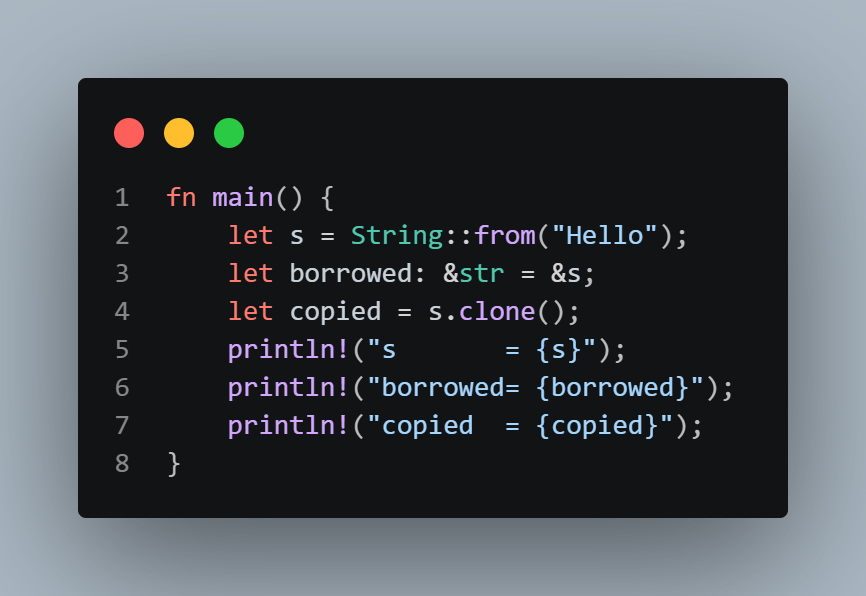 1 fn main() {
2     let s = String::from("Hello");
3     let borrowed: &str = &s;
4     let copied = s.clone();
5     println!("s       = {s}");
6     println!("borrowed= {borrowed}");
7     println!("copied  = {copied}");
8 }